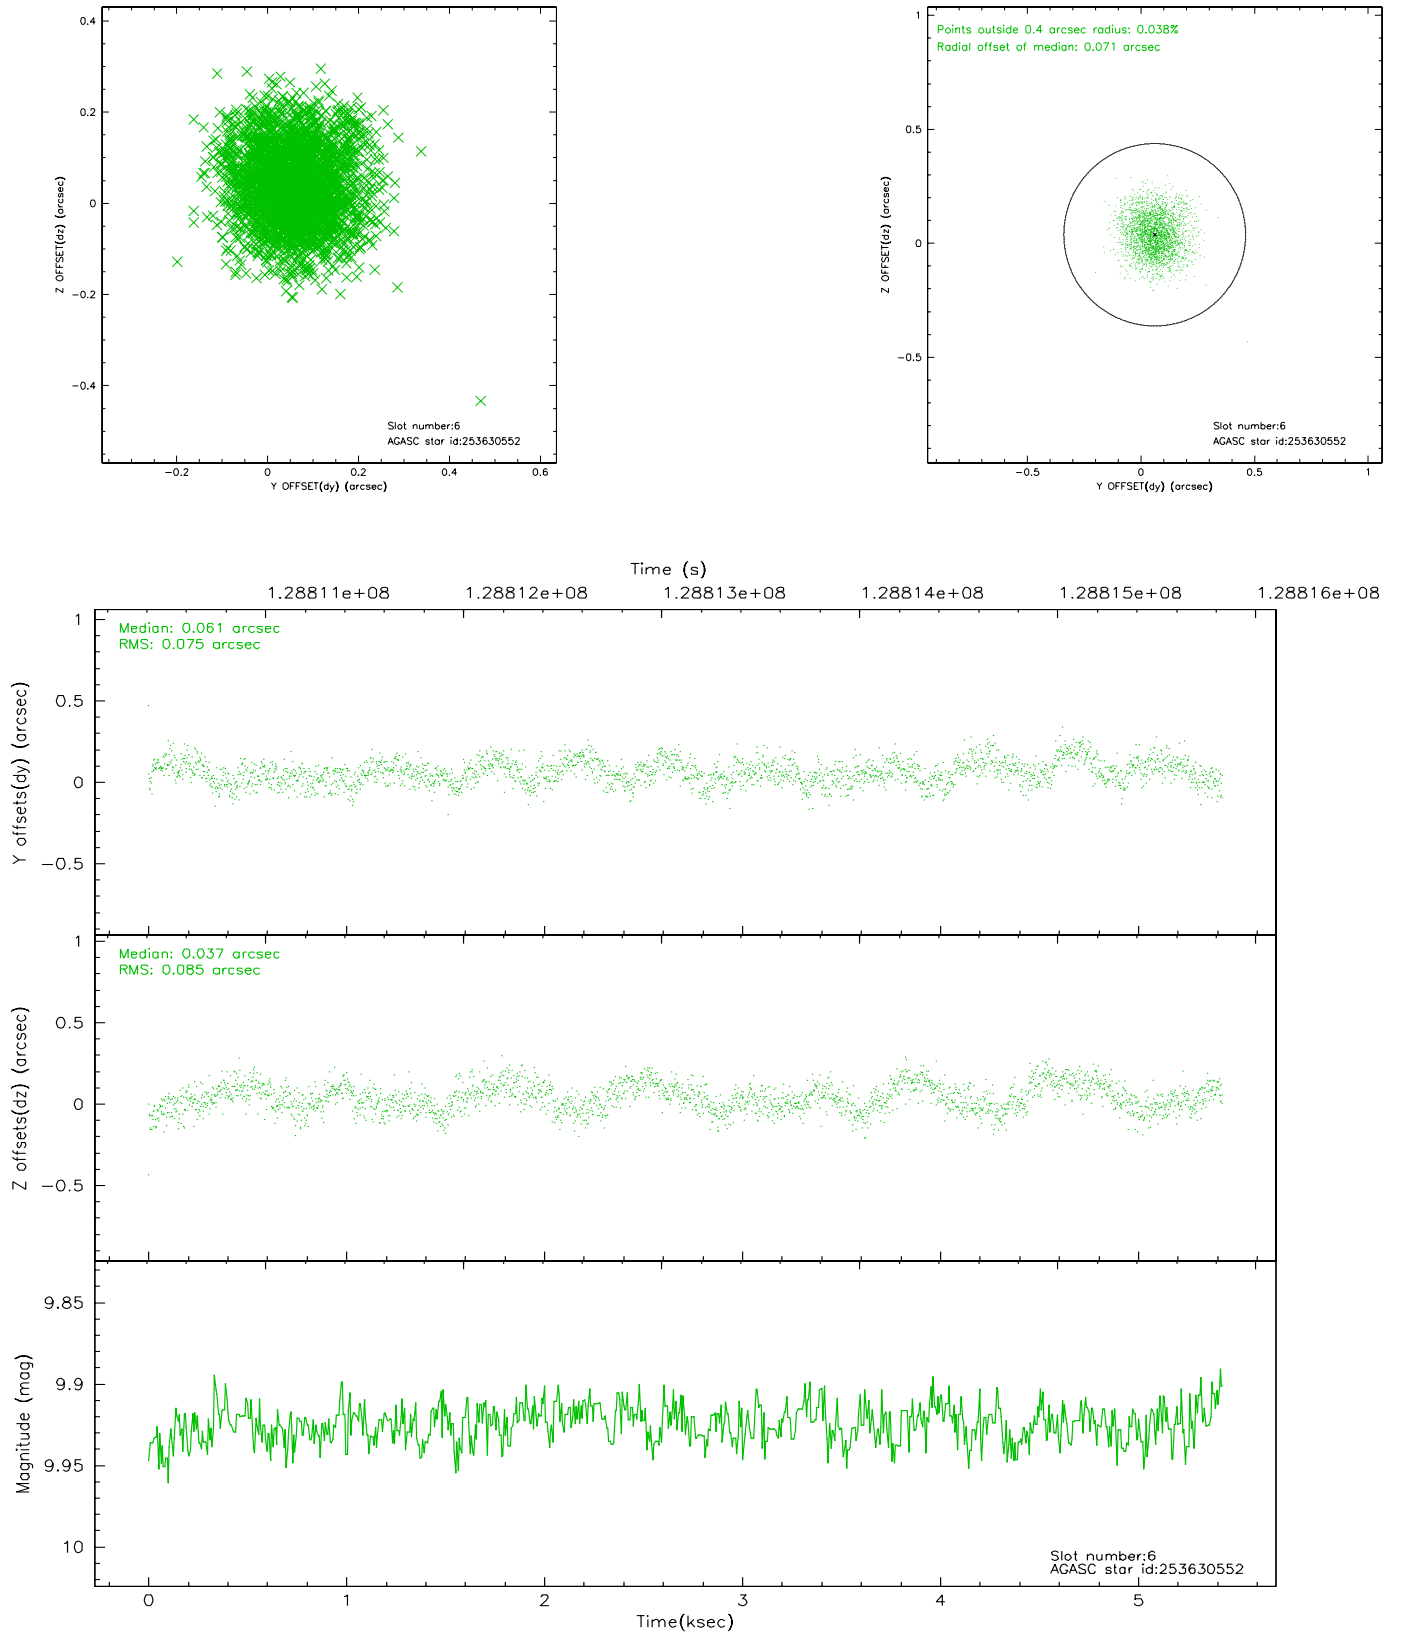 0.4
0.2
0
−0.2
−0.4
Z OFFSET(dz) (arcsec)
Slot number:6
AGASC star id:253630552
−0.2 0 0.2 0.4 0.6
Y OFFSET(dy) (arcsec)
Points outside 0.4 arcsec radius: 0.038%
Radial offset of median: 0.071 arcsec
1
0.5
0
−0.5
Z OFFSET(dz) (arcsec)
Slot number:6
AGASC star id:253630552
−0.5 0 0.5 1
Y OFFSET(dy) (arcsec)
Time (s)
1.28811e+08 1.28812e+08 1.28813e+08 1.28814e+08 1.28815e+08 1.28816e+08
Median: 0.061 arcsec
RMS: 0.075 arcsec
1
0.5
0
−0.5
Y offsets(dy) (arcsec)
Median: 0.037 arcsec
RMS: 0.085 arcsec
1
0.5
0
−0.5
Z offsets(dz) (arcsec)
9.85
9.9
9.95
10
Magnitude (mag)
Slot number:6
AGASC star id:253630552
0 1 2 3 4 5
Time(ksec)